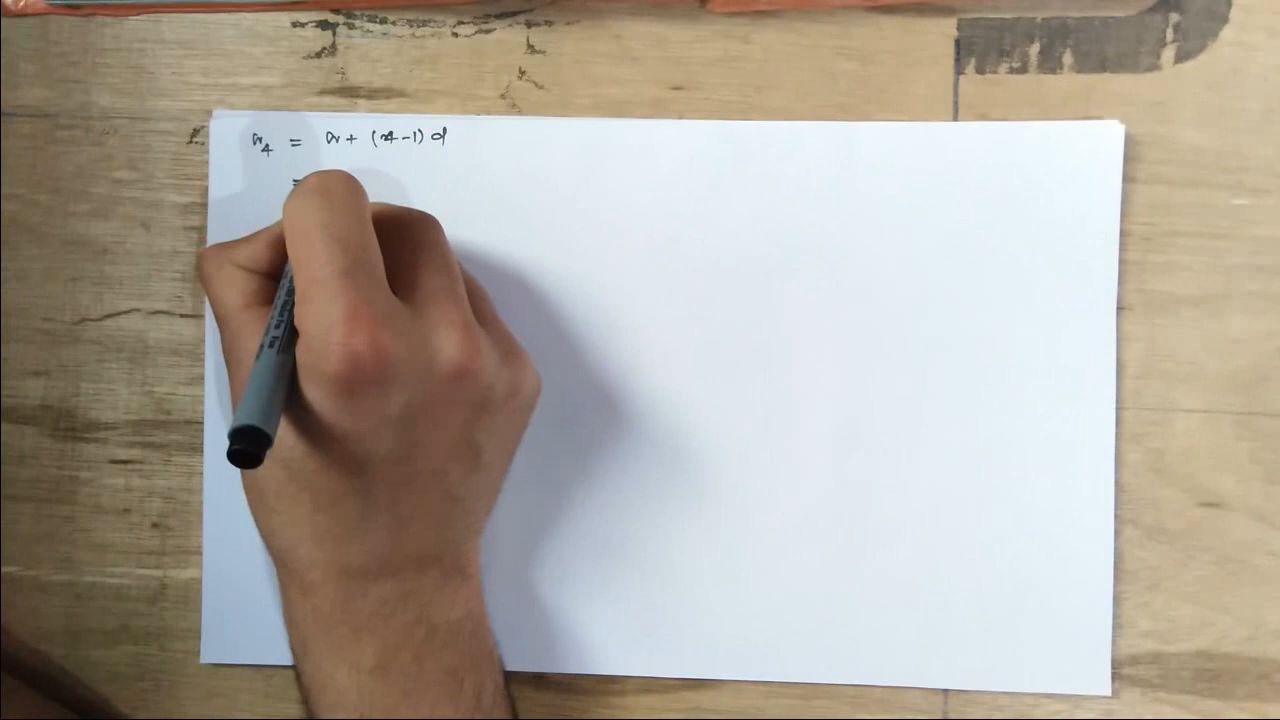 a₄ = a + (4-1) d
=